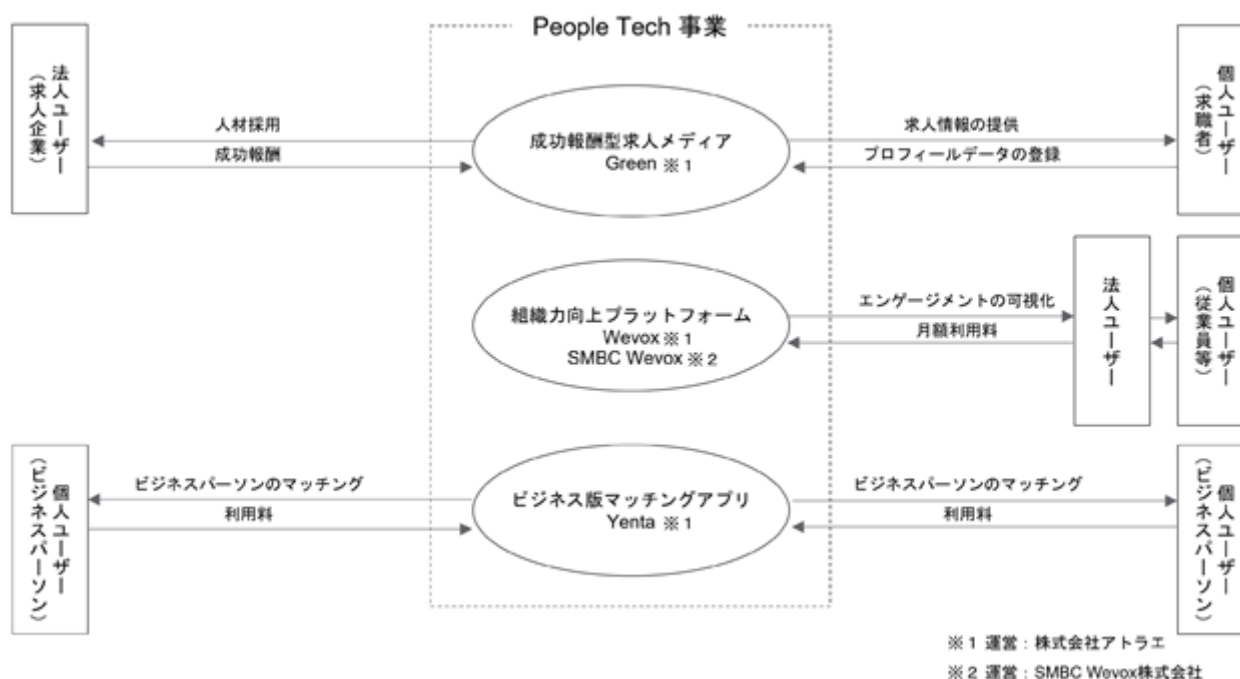 People Tech 事業
法人ユーザー
（求人企業）
人材採用
成功報酬
成功報酬型求人メディア
Green ※1
求人情報の提供
プロフィールデータの登録
個人ユーザー
（求職者）
組織力向上プラットフォーム
Wevox ※1
SMBC Wevox ※2
エンゲージメントの可視化
月額利用料
法人ユーザー
個人ユーザー
（従業員等）
個人ユーザー
（ビジネスパーソン）
ビジネスパーソンのマッチング
利用料
ビジネス版マッチングアプリ
Yenta ※1
ビジネスパーソンのマッチング
利用料
個人ユーザー
（ビジネスパーソン）
※1 運営：株式会社アトラエ
※2 運営：SMBC Wevox株式会社